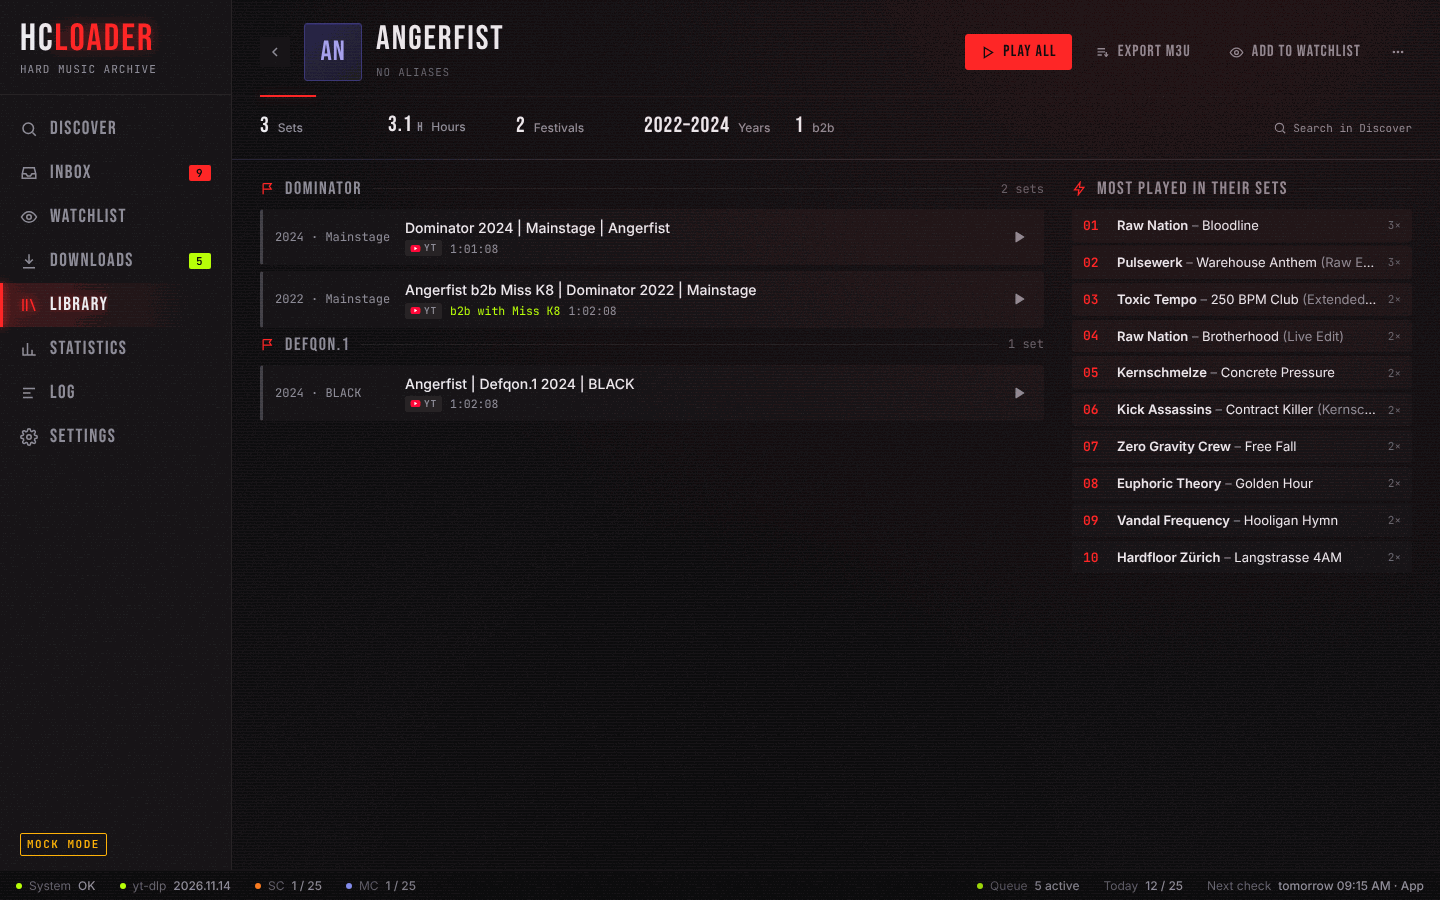 HCLOADER
HARD MUSIC ARCHIVE
DISCOVER
INBOX 9
WATCHLIST
DOWNLOADS 5
LIBRARY
STATISTICS
LOG
SETTINGS
MOCK MODE
AN
ANGERFIST
NO ALIASES
PLAY ALL
EXPORT M3U
ADD TO WATCHLIST
3 Sets
3.1 H Hours
2 Festivals
2022–2024 Years
1 b2b
Search in Discover
DOMINATOR 2 sets
2024 · Mainstage
Dominator 2024 | Mainstage | Angerfist
YT 1:01:08
2022 · Mainstage
Angerfist b2b Miss K8 | Dominator 2022 | Mainstage
YT b2b with Miss K8 1:02:08
DEFQON.1 1 set
2024 · BLACK
Angerfist | Defqon.1 2024 | BLACK
YT 1:02:08
MOST PLAYED IN THEIR SETS
01 Raw Nation – Bloodline 3×
02 Pulsewerk – Warehouse Anthem (Raw E... 3×
03 Toxic Tempo – 250 BPM Club (Extended... 2×
04 Raw Nation – Brotherhood (Live Edit) 2×
05 Kernschmelze – Concrete Pressure 2×
06 Kick Assassins – Contract Killer (Kernsc... 2×
07 Zero Gravity Crew – Free Fall 2×
08 Euphoric Theory – Golden Hour 2×
09 Vandal Frequency – Hooligan Hymn 2×
10 Hardfloor Zürich – Langstrasse 4AM 2×
System OK
yt-dlp 2026.11.14
SC 1 / 25
MC 1 / 25
Queue 5 active
Today 12 / 25
Next check tomorrow 09:15 AM · App